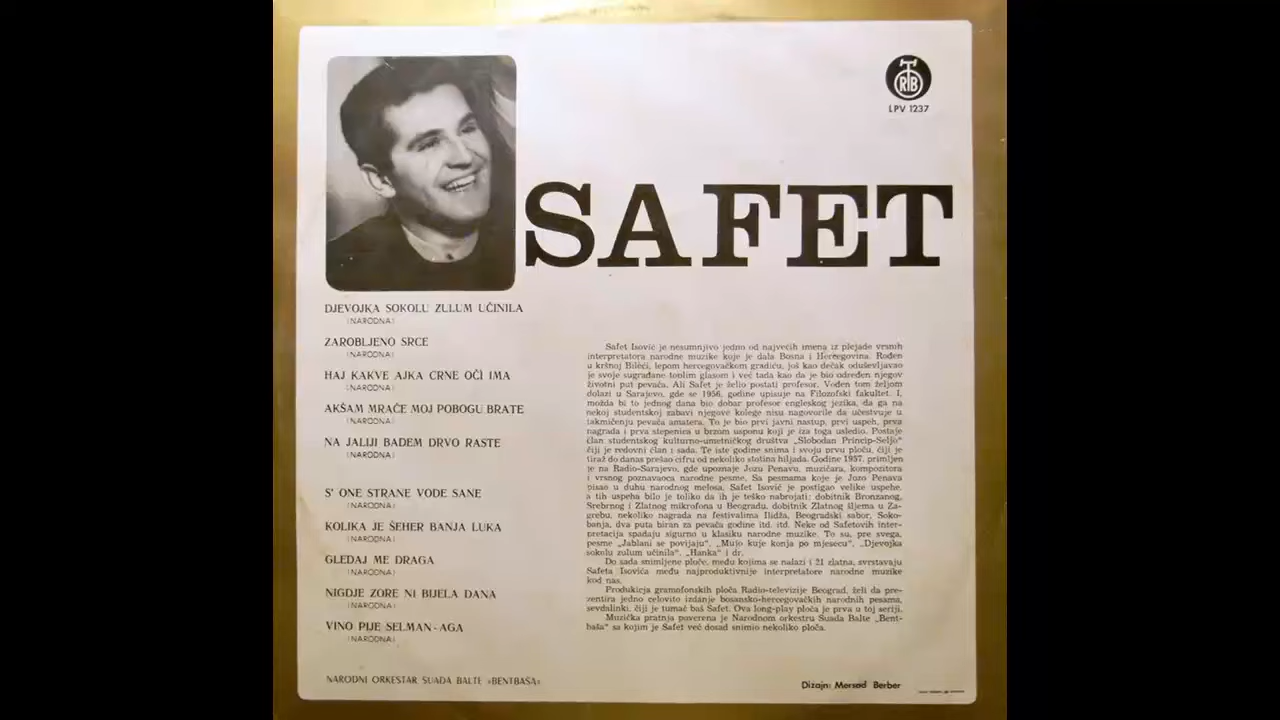 RTB
LPV 1237
SAFET
DJEVOJKA SOKOLU ZULUM UČINILA
(NARODNA)
ZAROBLJENO SRCE
(NARODNA)
HAJ KAKVE AJKA CRNE OČI IMA
(NARODNA)
AKŠAM MRAČE MOJ POBOGU BRATE
(NARODNA)
NA JALIJI BADEM DRVO RASTE
(NARODNA)
S' ONE STRANE VODE SANE
(NARODNA)
KOLIKA JE ŠEHER BANJA LUKA
(NARODNA)
GLEDAJ ME DRAGA
(NARODNA)
NIGDJE ZORE NI BIJELA DANA
(NARODNA)
VINO PIJE SELMAN-AGA
(NARODNA)
NARODNI ORKESTAR SUADA BALTE «BENTBAŠA»
Safet Isović je nesumnjivo jedno od najvećih imena iz plejade vrsnih
interpretatora narodne muzike koje je dala Bosna i Hercegovina. Rođen
u kršnoj Bileći, lepom hercegovačkom gradiću, još kao dečak oduševljavao
je svoje sugrađane toplim glasom i već tada kao da je bio određen njegov
životni put pevača. Ali Safet je želio postati profesor. Vođen tom željom
dolazi u Sarajevo, gde se 1956. godine upisuje na Filozofski fakultet. I,
možda bi to jednog dana bio dobar profesor engleskog jezika, da ga na
nekoj studentskoj zabavi njegove kolege nisu nagovorile da učestvuje u
takmičenju pevača amatera. To je bio prvi javni nastup, prvi uspeh, prva
nagrada i prva stepenica u brzom usponu koji je iza toga usledio. Postaje
član studentskog kulturno-umetničkog društva „Slobodan Princip-Seljo“
čiji je redovni član i sada. Te iste godine snima i svoju prvu ploču, čiji je
tiraž do danas prešao cifru od nekoliko stotina hiljada. Godine 1957. primljen
je na Radio-Sarajevo, gde upoznaje Jozu Penavu, muzičara, kompozitora
i vrsnog poznavaoca narodne pesme. Sa pesmama koje je Jozo Penava
pisao u duhu narodnog melosa, Safet Isović je postigao velike uspehe,
a tih uspeha bilo je toliko da ih je teško nabrojati: dobitnik Bronzanog,
Srebrnog i Zlatnog mikrofona u Beogradu, dobitnik Zlatnog šljema u Za-
grebu, nekoliko nagrada na festivalima Ilidža, Beogradski sabor, Soko-
banja, dva puta biran za pevača godine itd. itd. Neke od Safetovih inter-
pretacija spadaju sigurno u klasiku narodne muzike. To su, pre svega,
pesme „Jablani se povijaju“, „Mujo kuje konja po mjesecu“, „Djevojka
sokolu zulum učinila“, „Hanka“ i dr.
Do sada snimljene ploče, među kojima se nalazi i 21 zlatna, svrstavaju
Safeta Isovića među najproduktivnije interpretatore narodne muzike
kod nas.
Produkcija gramofonskih ploča Radio-televizije Beograd, želi da pre-
zentira jedno celovito izdanje bosansko-hercegovačkih narodnih pesama,
sevdalinki, čiji je tumač baš Safet. Ova long-play ploča je prva u toj seriji.
Muzička pratnja poverena je Narodnom orkestru Suada Balte „Bent-
baša“ sa kojim je Safet već dosad snimio nekoliko ploča.
Dizajn: Mersad Berber